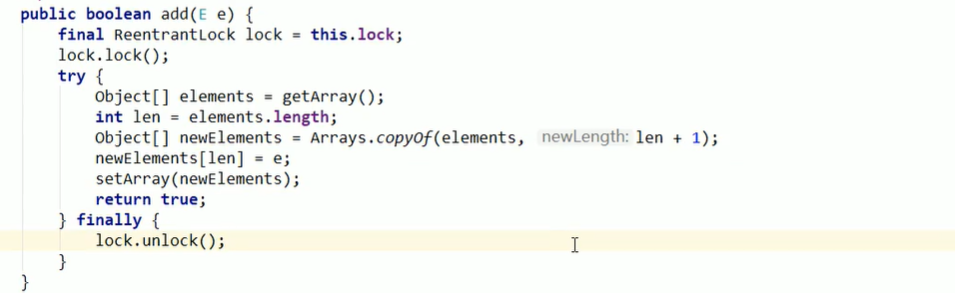 public boolean add(E e) {
    final ReentrantLock lock = this.lock;
    lock.lock();
    try {
        Object[] elements = getArray();
        int len = elements.length;
        Object[] newElements = Arrays.copyOf(elements, newLength: len + 1);
        newElements[len] = e;
        setArray(newElements);
        return true;
    } finally {
        lock.unlock();
    }
}